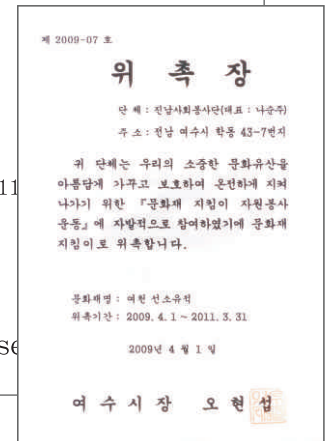 제 2009-07 호
위 촉 장
단 체 : 진남사회봉사단(대표 : 나승주)
주 소 : 전남 여수시 학동 43-7번지
귀 단체는 우리의 소중한 문화유산을
아름답게 가꾸고 보호하여 온전하게 지켜
나가기 위한 『문화재 지킴이 자원봉사
운동』에 자발적으로 참여하였기에 문화재
지킴이로 위촉합니다.
문화재명 : 여천 선소유적
위촉기간 : 2009. 4. 1 ~ 2011. 3. 31
2009년 4 월 1 일
여 수 시 장 오 현 섭
11
se